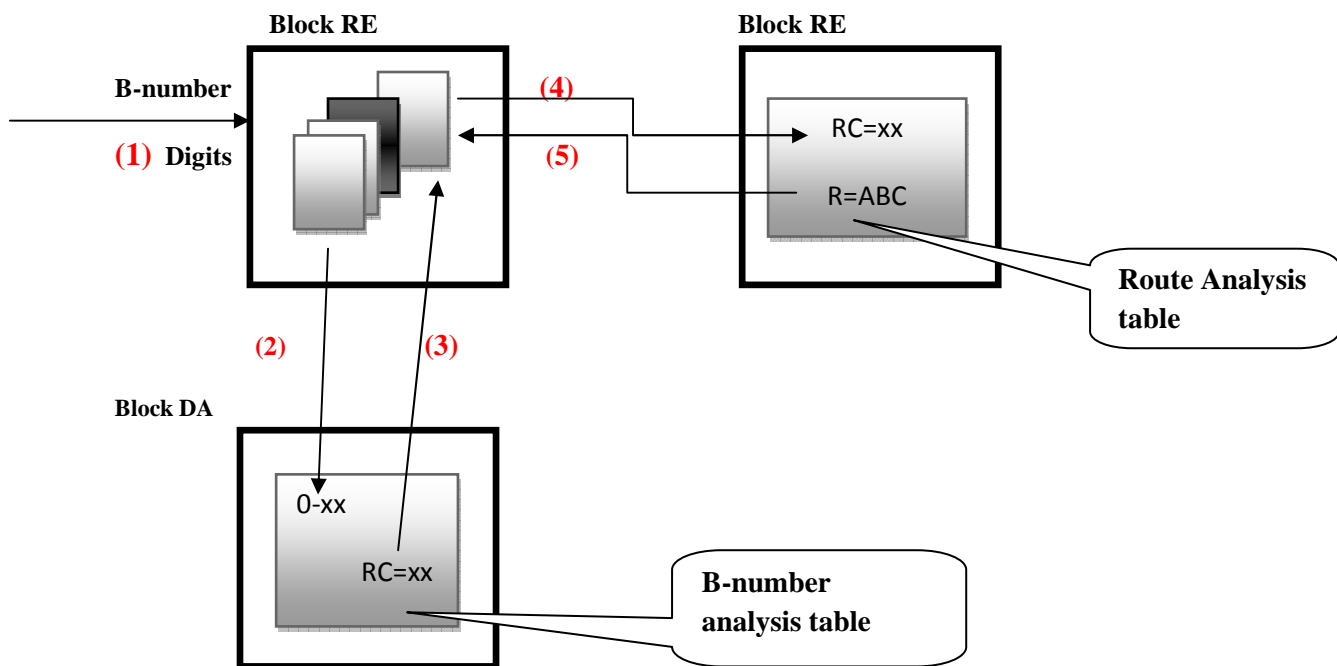 Block RE
Block RE
B-number
(1) Digits
(4)
(5)
RC=xx
R=ABC
Route Analysis
table
(2)
(3)
Block DA
0-xx
RC=xx
B-number
analysis table